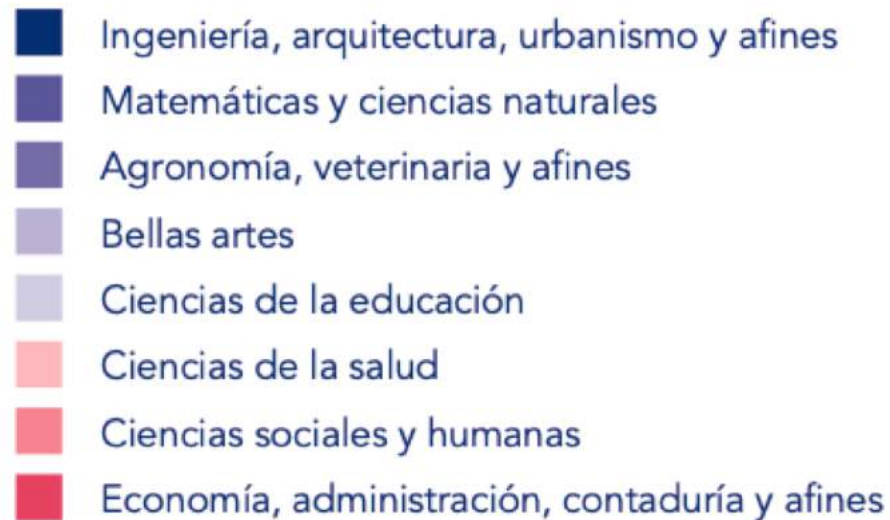 Ingeniería, arquitectura, urbanismo y afines
Matemáticas y ciencias naturales
Agronomía, veterinaria y afines
Bellas artes
Ciencias de la educación
Ciencias de la salud
Ciencias sociales y humanas
Economía, administración, contaduría y afines